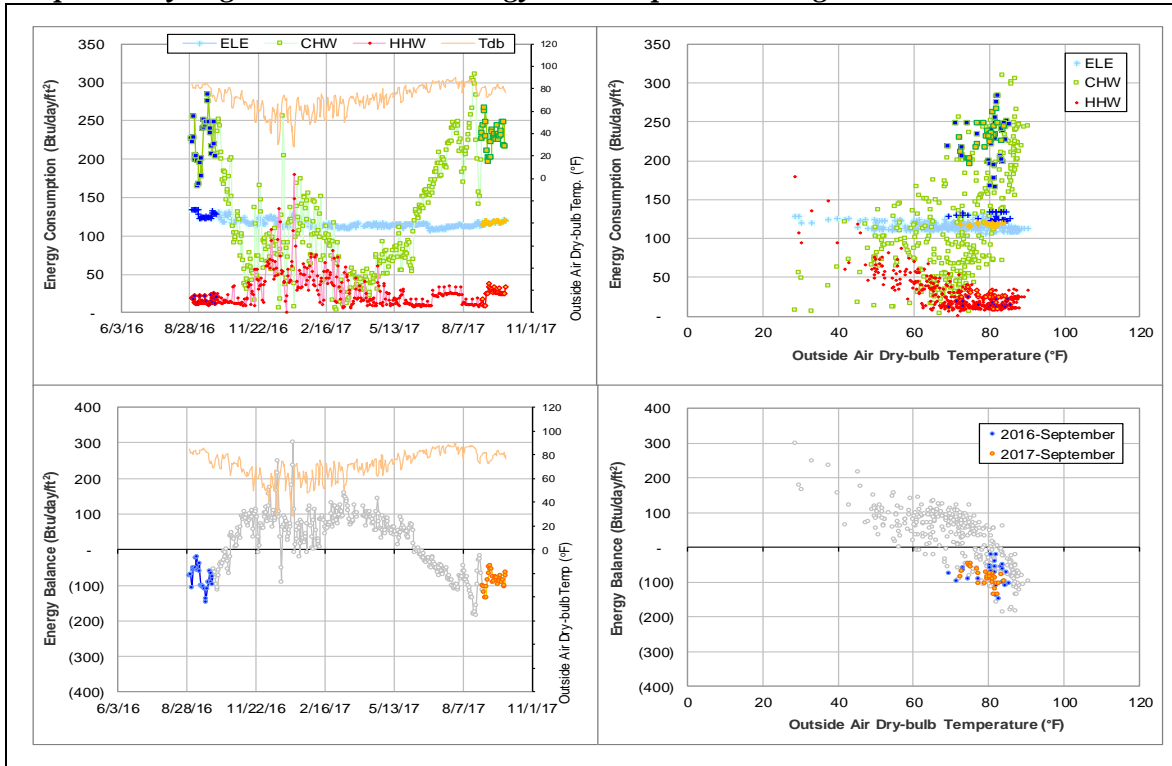 ELE CHW HHW Tdb
350
300
250
200
150
100
50
-
120
100
80
60
40
20
0
Energy Consumption (Btu/day/ft²)
Outside Air Dry-bulb Temp. (°F)
6/3/16 8/28/16 11/22/16 2/16/17 5/13/17 8/7/17 11/1/17
ELE
CHW
HHW
350
300
250
200
150
100
50
-
Energy Consumption (Btu/day/ft²)
0 20 40 60 80 100 120
Outside Air Dry-bulb Temperature (°F)
400
300
200
100
-
(100)
(200)
(300)
(400)
120
100
80
60
40
20
0
Energy Balance (Btu/day/ft²)
Outside Air Dry-bulb Temp (°F)
6/3/16 8/28/16 11/22/16 2/16/17 5/13/17 8/7/17 11/1/17
2016-September
2017-September
400
300
200
100
-
(100)
(200)
(300)
(400)
Energy Balance (Btu/day/ft²)
0 20 40 60 80 100 120
Outside Air Dry-bulb Temperature (°F)